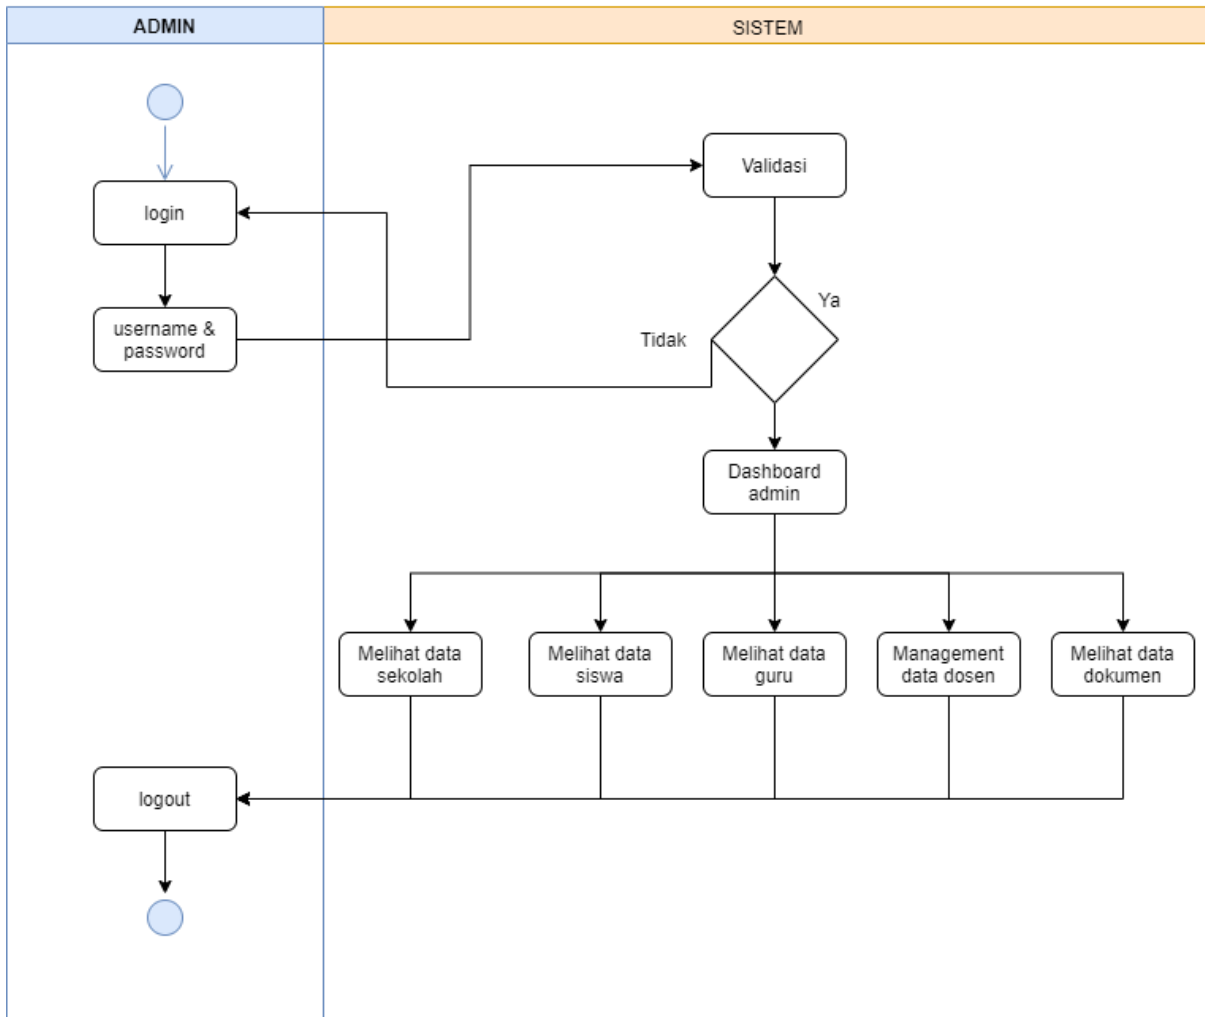 ADMIN
SISTEM
Validasi
login
Ya
username &
password
Tidak
Dashboard
admin
Melihat data
sekolah
Melihat data
siswa
Melihat data
guru
Management
data dosen
Melihat data
dokumen
logout